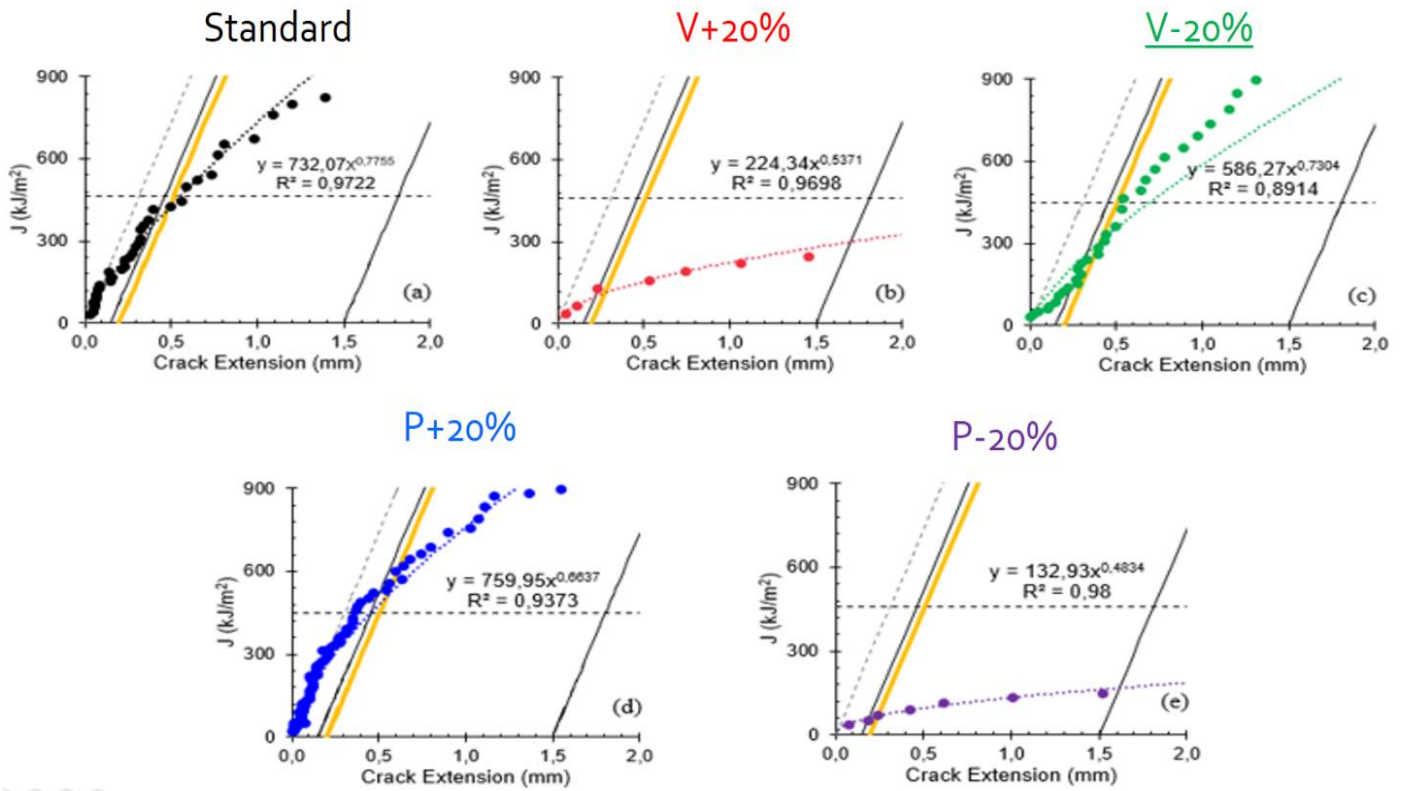 Standard
V+20%
V-20%
900
600
300
0
J (kJ/m²)
y = 732,07x^0,7755
R² = 0,9722
(a)
0,0 0,5 1,0 1,5 2,0
Crack Extension (mm)
900
600
300
0
J (kJ/m²)
y = 224,34x^0,5371
R² = 0,9698
(b)
0,0 0,5 1,0 1,5 2,0
Crack Extension (mm)
900
600
300
0
J (kJ/m²)
y = 586,27x^0,7304
R² = 0,8914
(c)
0,0 0,5 1,0 1,5 2,0
Crack Extension (mm)
P+20%
P-20%
900
600
300
0
J (kJ/m²)
y = 759,95x^0,6637
R² = 0,9373
(d)
0,0 0,5 1,0 1,5 2,0
Crack Extension (mm)
900
600
300
0
J (kJ/m²)
y = 132,93x^0,4834
R² = 0,98
(e)
0,0 0,5 1,0 1,5 2,0
Crack Extension (mm)